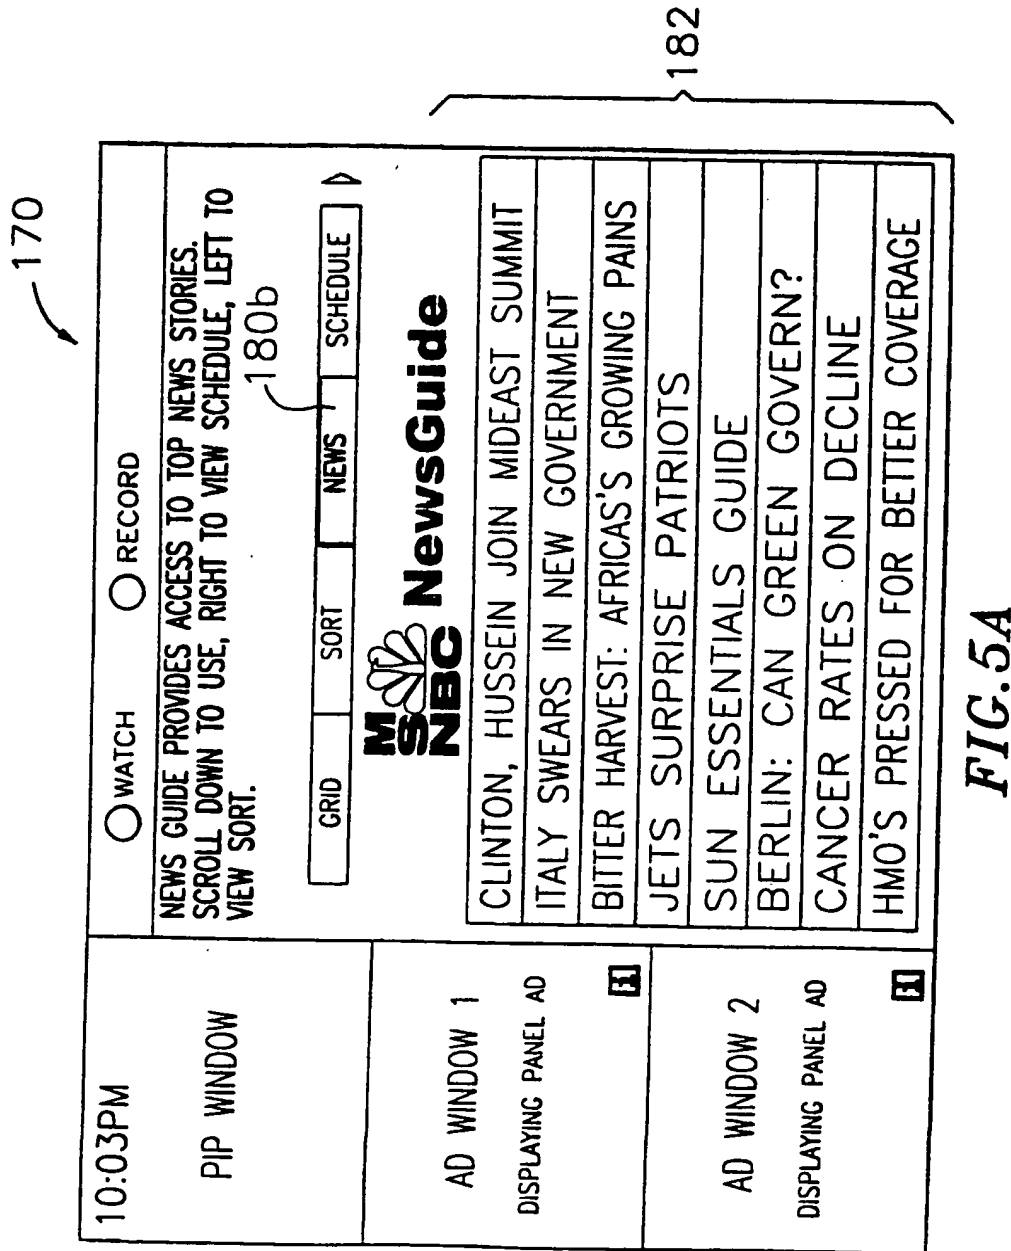 170
10:03PM
PIP WINDOW
AD WINDOW 1
DISPLAYING PANEL AD
AD WINDOW 2
DISPLAYING PANEL AD
WATCH RECORD
NEWS GUIDE PROVIDES ACCESS TO TOP NEWS STORIES.
SCROLL DOWN TO USE, RIGHT TO VIEW SCHEDULE, LEFT TO
VIEW SORT.
180b
GRID SORT NEWS SCHEDULE
MSNBC NewsGuide
CLINTON, HUSSEIN JOIN MIDEAST SUMMIT
ITALY SWEARS IN NEW GOVERNMENT
BITTER HARVEST: AFRICAS'S GROWING PAINS
JETS SURPRISE PATRIOTS
SUN ESSENTIALS GUIDE
BERLIN: CAN GREEN GOVERN?
CANCER RATES ON DECLINE
HMO'S PRESSED FOR BETTER COVERAGE
182
FIG.5A